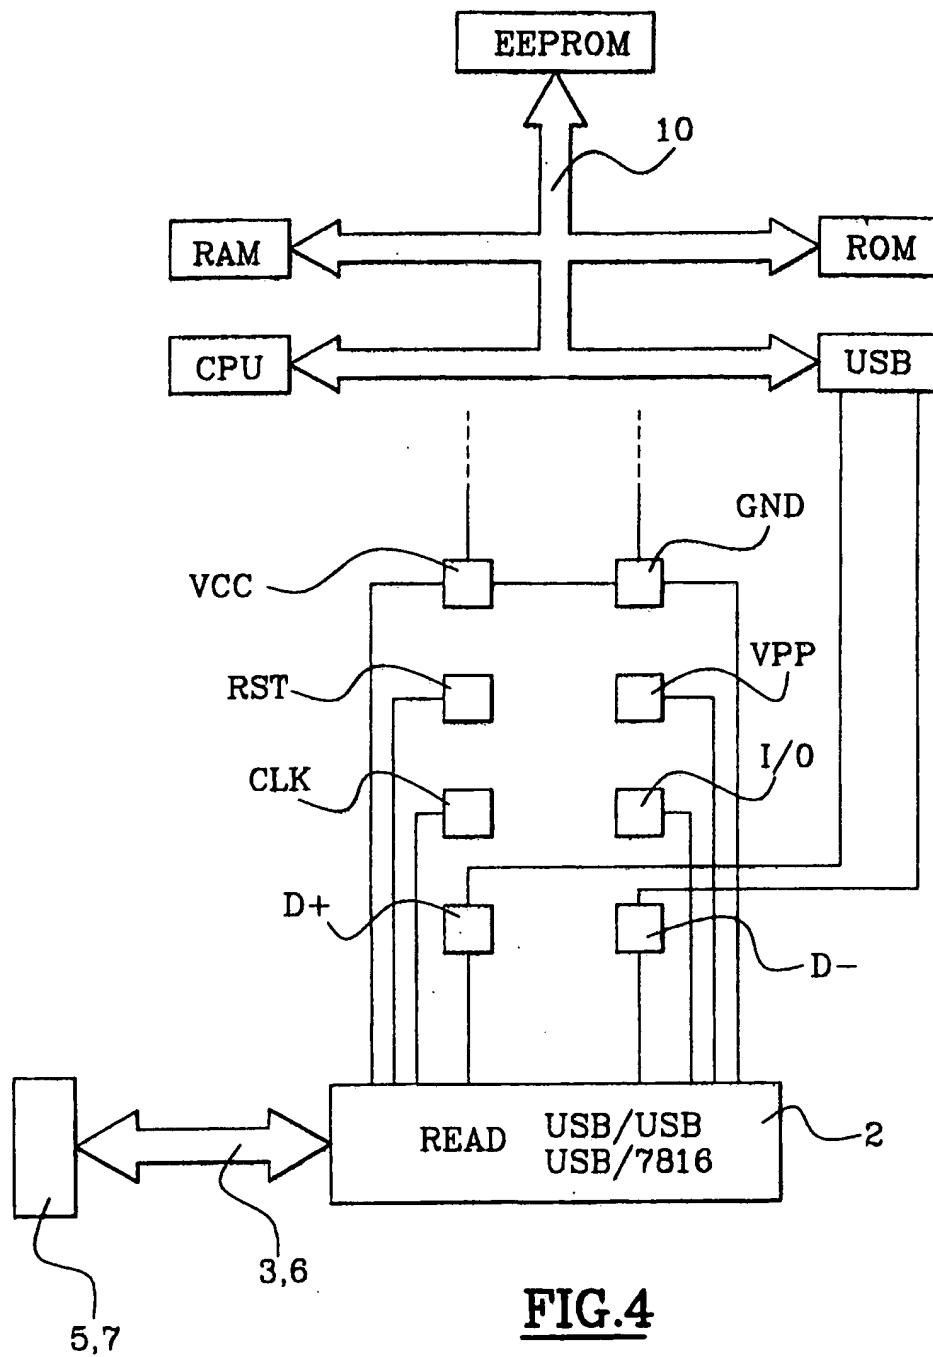 EEPROM
10
RAM
ROM
CPU
USB
GND
VCC
VPP
RST
I/O
CLK
D+
D-
READ USB/USB
USB/7816
2
3,6
5,7
FIG.4